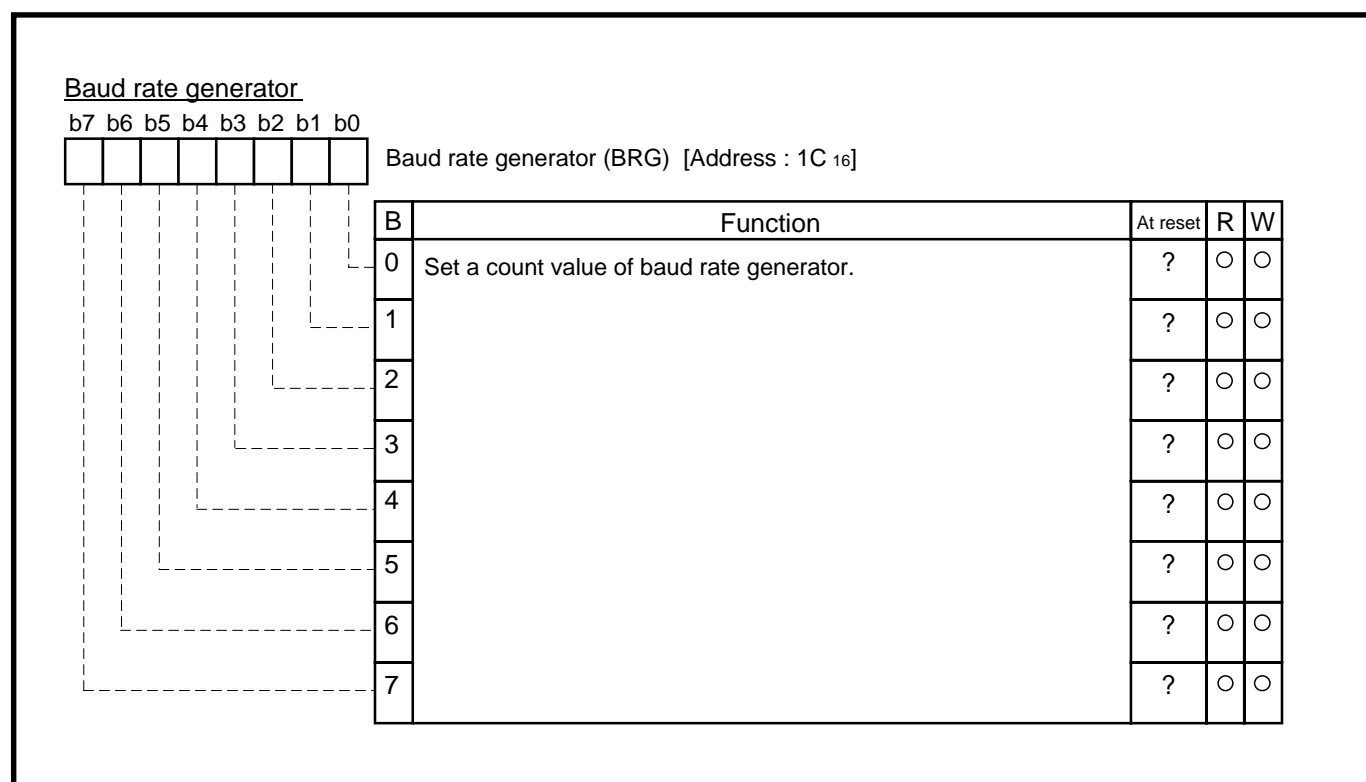 Baud rate generator
b7 b6 b5 b4 b3 b2 b1 b0
Baud rate generator (BRG) [Address : 1C 16]
B Function At reset R W
0 Set a count value of baud rate generator. ? ○ ○
1 ? ○ ○
2 ? ○ ○
3 ? ○ ○
4 ? ○ ○
5 ? ○ ○
6 ? ○ ○
7 ? ○ ○